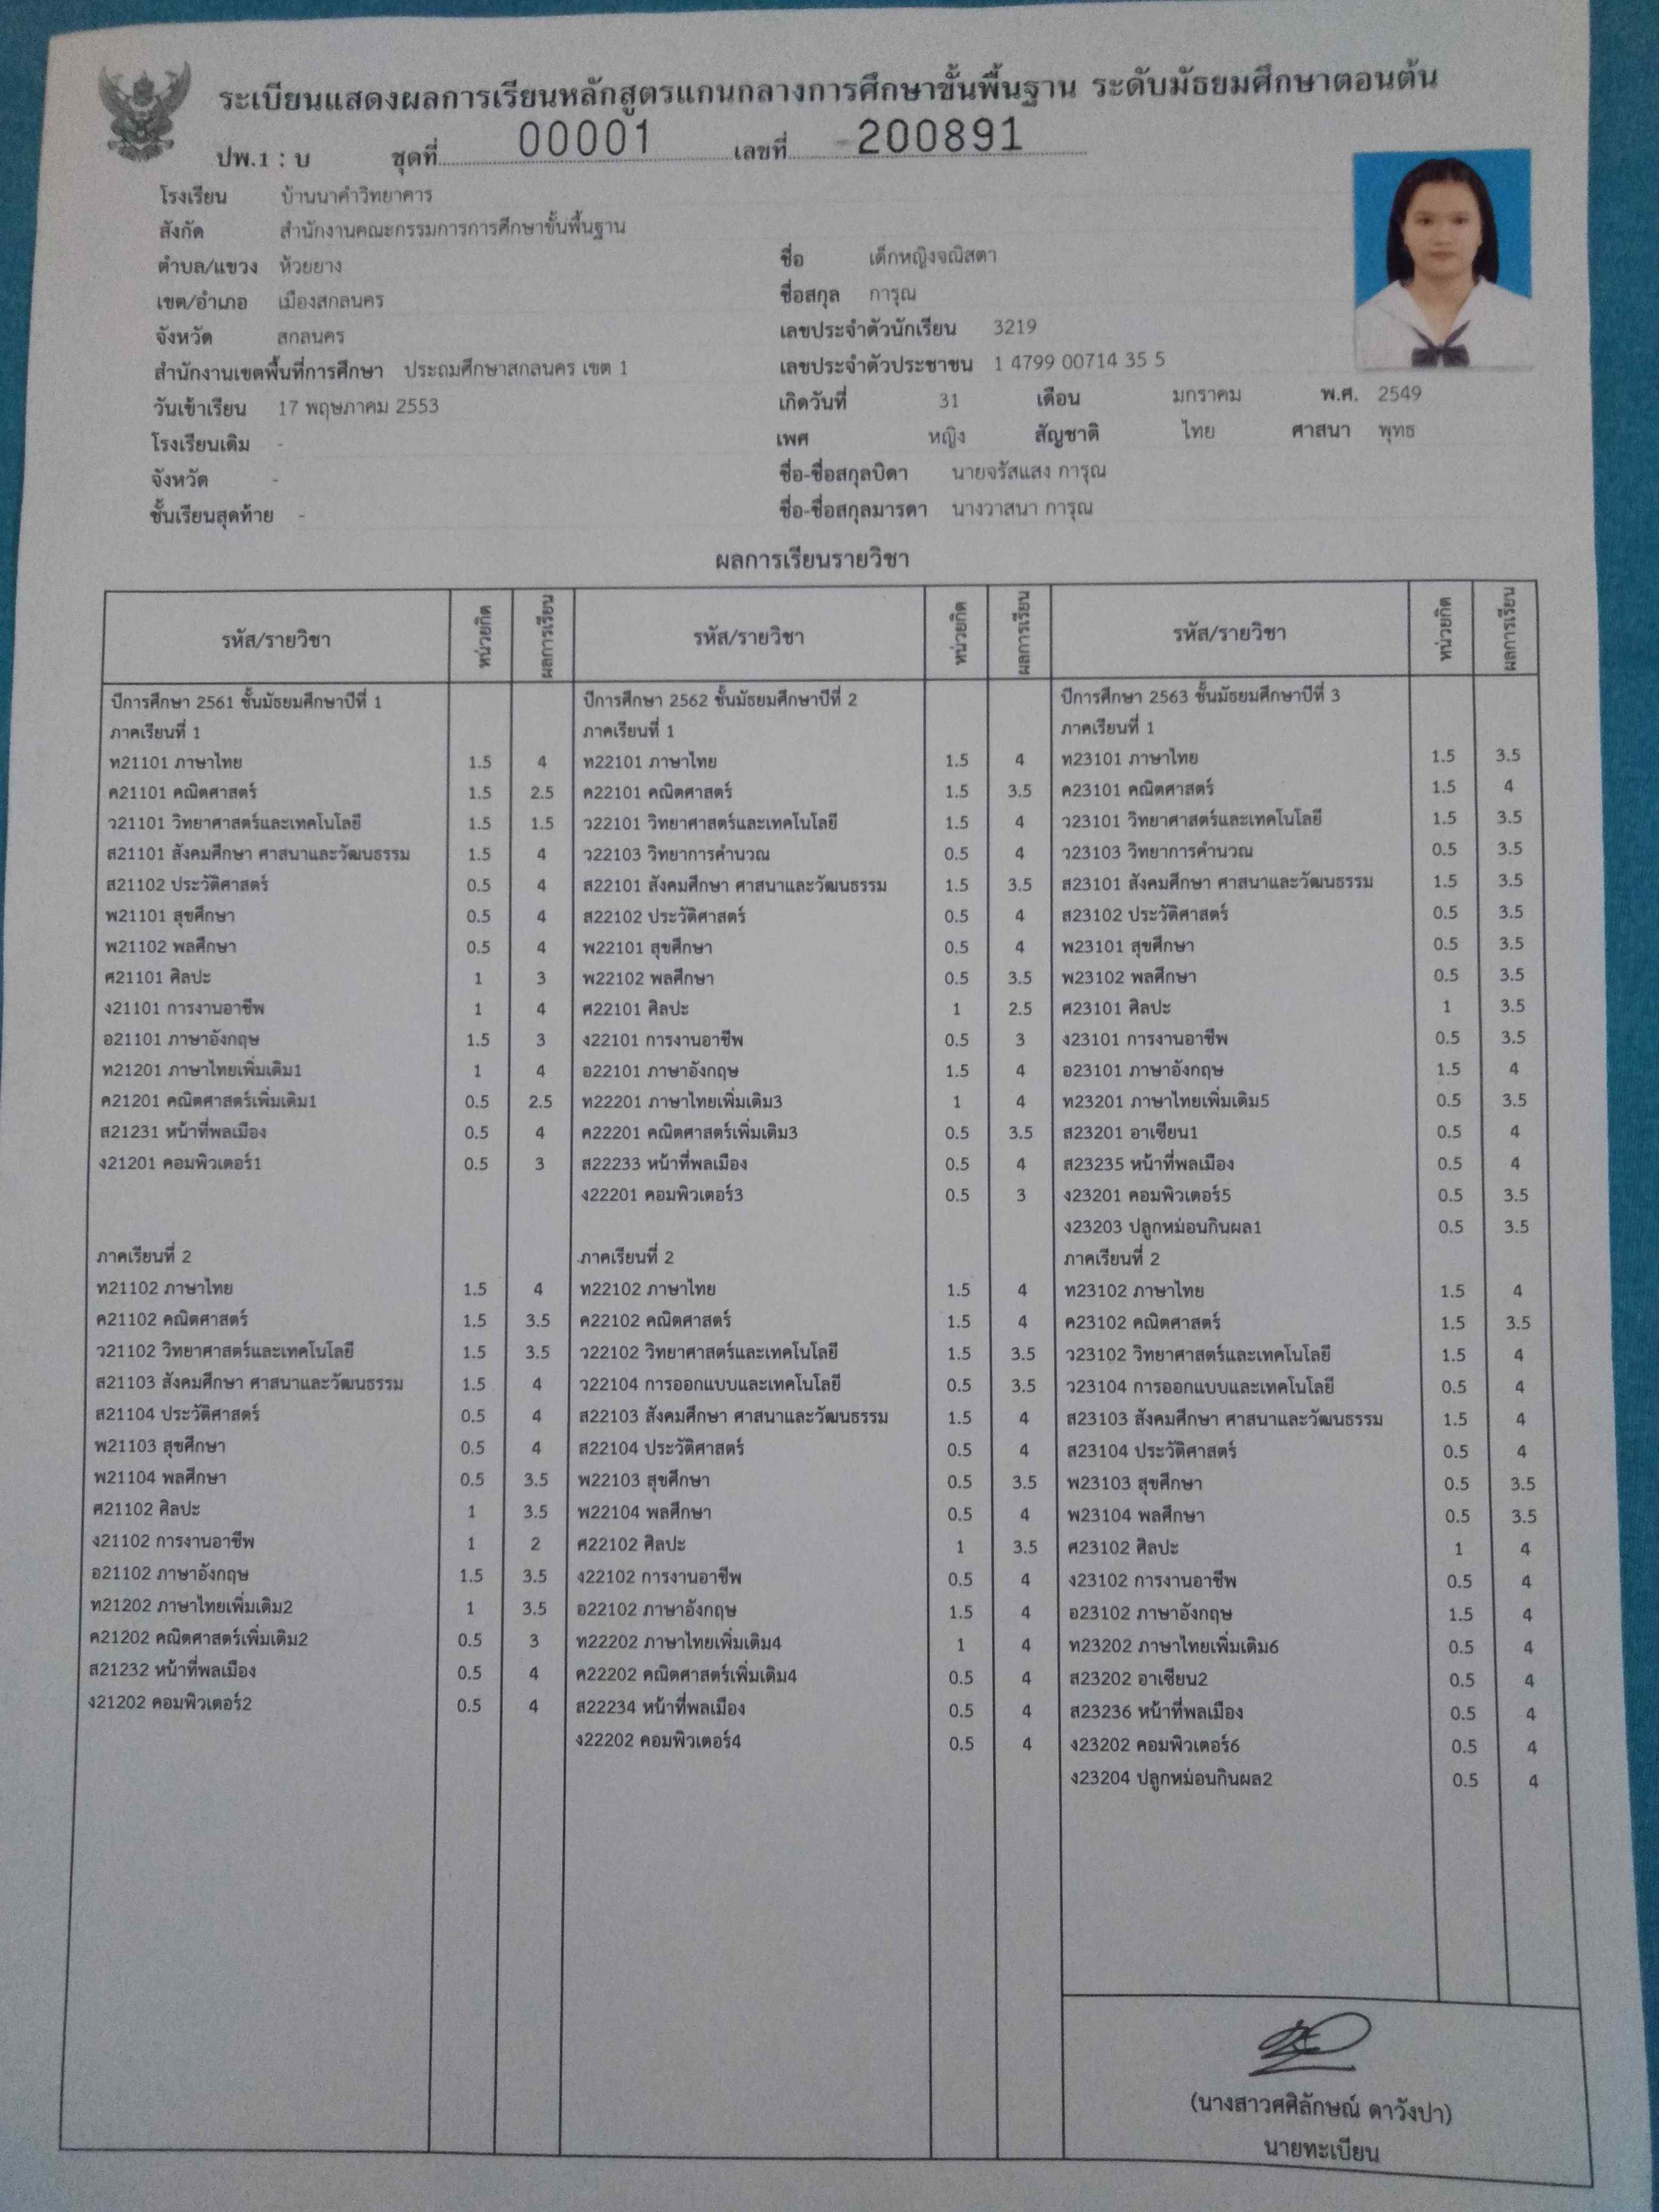 ระเบียนแสดงผลการเรียนหลักสูตรแกนกลางการศึกษาขั้นพื้นฐาน ระดับมัธยมศึกษาตอนต้น
ปพ.1 : บ ชุดที่ 00001 เลขที่ 200891
โรงเรียน บ้านนาคำวิทยาคาร
สังกัด สำนักงานคณะกรรมการการศึกษาขั้นพื้นฐาน
ตำบล/แขวง ห้วยยาง
เขต/อำเภอ เมืองสกลนคร
จังหวัด สกลนคร
สำนักงานเขตพื้นที่การศึกษา ประถมศึกษาสกลนคร เขต 1
วันเข้าเรียน 17 พฤษภาคม 2553
โรงเรียนเดิม -
จังหวัด -
ชั้นเรียนสุดท้าย -
ชื่อ เด็กหญิงจณิสตา
ชื่อสกุล การุณ
เลขประจำตัวนักเรียน 3219
เลขประจำตัวประชาชน 1 4799 00714 35 5
เกิดวันที่ 31 เดือน มกราคม พ.ศ. 2549
เพศ หญิง สัญชาติ ไทย ศาสนา พุทธ
ชื่อ-ชื่อสกุลบิดา นายจรัสแสง การุณ
ชื่อ-ชื่อสกุลมารดา นางวาสนา การุณ
ผลการเรียนรายวิชา
รหัส/รายวิชา หน่วยกิต ผลการเรียน
ปีการศึกษา 2561 ชั้นมัธยมศึกษาปีที่ 1
ภาคเรียนที่ 1
ท21101 ภาษาไทย 1.5 4
ค21101 คณิตศาสตร์ 1.5 2.5
ว21101 วิทยาศาสตร์และเทคโนโลยี 1.5 1.5
ส21101 สังคมศึกษา ศาสนาและวัฒนธรรม 1.5 4
ส21102 ประวัติศาสตร์ 0.5 4
พ21101 สุขศึกษา 0.5 4
พ21102 พลศึกษา 0.5 4
ศ21101 ศิลปะ 1 3
ง21101 การงานอาชีพ 1 4
อ21101 ภาษาอังกฤษ 1.5 3
ท21201 ภาษาไทยเพิ่มเติม1 1 4
ค21201 คณิตศาสตร์เพิ่มเติม1 0.5 2.5
ส21231 หน้าที่พลเมือง 0.5 4
ง21201 คอมพิวเตอร์1 0.5 3
ภาคเรียนที่ 2
ท21102 ภาษาไทย 1.5 4
ค21102 คณิตศาสตร์ 1.5 3.5
ว21102 วิทยาศาสตร์และเทคโนโลยี 1.5 3.5
ส21103 สังคมศึกษา ศาสนาและวัฒนธรรม 1.5 4
ส21104 ประวัติศาสตร์ 0.5 4
พ21103 สุขศึกษา 0.5 4
พ21104 พลศึกษา 0.5 3.5
ศ21102 ศิลปะ 1 3.5
ง21102 การงานอาชีพ 1 2
อ21102 ภาษาอังกฤษ 1.5 3.5
ท21202 ภาษาไทยเพิ่มเติม2 1 3.5
ค21202 คณิตศาสตร์เพิ่มเติม2 0.5 3
ส21232 หน้าที่พลเมือง 0.5 4
ง21202 คอมพิวเตอร์2 0.5 4
รหัส/รายวิชา หน่วยกิต ผลการเรียน
ปีการศึกษา 2562 ชั้นมัธยมศึกษาปีที่ 2
ภาคเรียนที่ 1
ท22101 ภาษาไทย 1.5 4
ค22101 คณิตศาสตร์ 1.5 3.5
ว22101 วิทยาศาสตร์และเทคโนโลยี 1.5 4
ว22103 วิทยาการคำนวณ 0.5 4
ส22101 สังคมศึกษา ศาสนาและวัฒนธรรม 1.5 3.5
ส22102 ประวัติศาสตร์ 0.5 4
พ22101 สุขศึกษา 0.5 4
พ22102 พลศึกษา 0.5 3.5
ศ22101 ศิลปะ 1 2.5
ง22101 การงานอาชีพ 0.5 3
อ22101 ภาษาอังกฤษ 1.5 4
ท22201 ภาษาไทยเพิ่มเติม3 1 4
ค22201 คณิตศาสตร์เพิ่มเติม3 0.5 3.5
ส22233 หน้าที่พลเมือง 0.5 4
ง22201 คอมพิวเตอร์3 0.5 3
ภาคเรียนที่ 2
ท22102 ภาษาไทย 1.5 4
ค22102 คณิตศาสตร์ 1.5 4
ว22102 วิทยาศาสตร์และเทคโนโลยี 1.5 3.5
ว22104 การออกแบบและเทคโนโลยี 0.5 3.5
ส22103 สังคมศึกษา ศาสนาและวัฒนธรรม 1.5 4
ส22104 ประวัติศาสตร์ 0.5 4
พ22103 สุขศึกษา 0.5 3.5
พ22104 พลศึกษา 0.5 4
ศ22102 ศิลปะ 1 3.5
ง22102 การงานอาชีพ 0.5 4
อ22102 ภาษาอังกฤษ 1.5 4
ท22202 ภาษาไทยเพิ่มเติม4 1 4
ค22202 คณิตศาสตร์เพิ่มเติม4 0.5 4
ส22234 หน้าที่พลเมือง 0.5 4
ง22202 คอมพิวเตอร์4 0.5 4
รหัส/รายวิชา หน่วยกิต ผลการเรียน
ปีการศึกษา 2563 ชั้นมัธยมศึกษาปีที่ 3
ภาคเรียนที่ 1
ท23101 ภาษาไทย 1.5 3.5
ค23101 คณิตศาสตร์ 1.5 4
ว23101 วิทยาศาสตร์และเทคโนโลยี 1.5 3.5
ว23103 วิทยาการคำนวณ 0.5 3.5
ส23101 สังคมศึกษา ศาสนาและวัฒนธรรม 1.5 3.5
ส23102 ประวัติศาสตร์ 0.5 3.5
พ23101 สุขศึกษา 0.5 3.5
พ23102 พลศึกษา 0.5 3.5
ศ23101 ศิลปะ 1 3.5
ง23101 การงานอาชีพ 0.5 3.5
อ23101 ภาษาอังกฤษ 1.5 4
ท23201 ภาษาไทยเพิ่มเติม5 0.5 3.5
ส23201 อาเซียน1 0.5 4
ส23235 หน้าที่พลเมือง 0.5 4
ง23201 คอมพิวเตอร์5 0.5 3.5
ง23203 ปลูกหม่อนกินผล1 0.5 3.5
ภาคเรียนที่ 2
ท23102 ภาษาไทย 1.5 4
ค23102 คณิตศาสตร์ 1.5 3.5
ว23102 วิทยาศาสตร์และเทคโนโลยี 1.5 4
ว23104 การออกแบบและเทคโนโลยี 0.5 4
ส23103 สังคมศึกษา ศาสนาและวัฒนธรรม 1.5 4
ส23104 ประวัติศาสตร์ 0.5 4
พ23103 สุขศึกษา 0.5 3.5
พ23104 พลศึกษา 0.5 3.5
ศ23102 ศิลปะ 1 4
ง23102 การงานอาชีพ 0.5 4
อ23102 ภาษาอังกฤษ 1.5 4
ท23202 ภาษาไทยเพิ่มเติม6 0.5 4
ส23202 อาเซียน2 0.5 4
ส23236 หน้าที่พลเมือง 0.5 4
ง23202 คอมพิวเตอร์6 0.5 4
ง23204 ปลูกหม่อนกินผล2 0.5 4
(นางสาวศศิลักษณ์ ดาวังปา)
นายทะเบียน